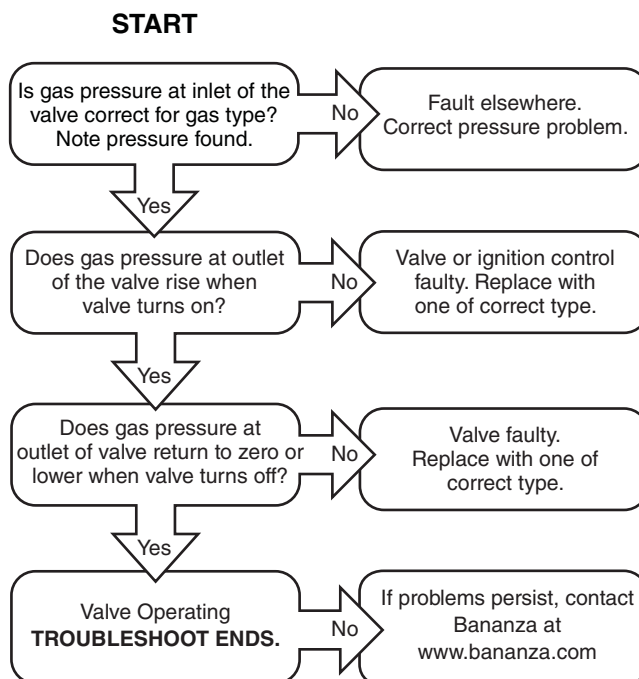 START
Is gas pressure at inlet of the
valve correct for gas type?
Note pressure found.
No
Fault elsewhere.
Correct pressure problem.
Yes
Does gas pressure at outlet
of the valve rise when
valve turns on?
No
Valve or ignition control
faulty. Replace with
one of correct type.
Yes
Does gas pressure at
outlet of valve return to zero or
lower when valve turns off?
No
Valve faulty.
Replace with one of
correct type.
Yes
Valve Operating
TROUBLESHOOT ENDS.
No
If problems persist, contact
Bananza at
www.bananza.com